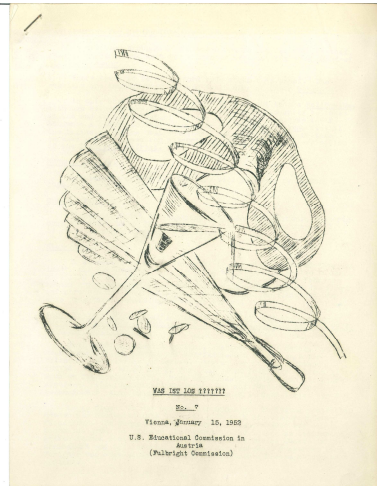 WAS IST LOS ???????
No. 7
Vienna, January 15, 1952
U.S. Educational Commission in
Austria
(Fulbright Commission)